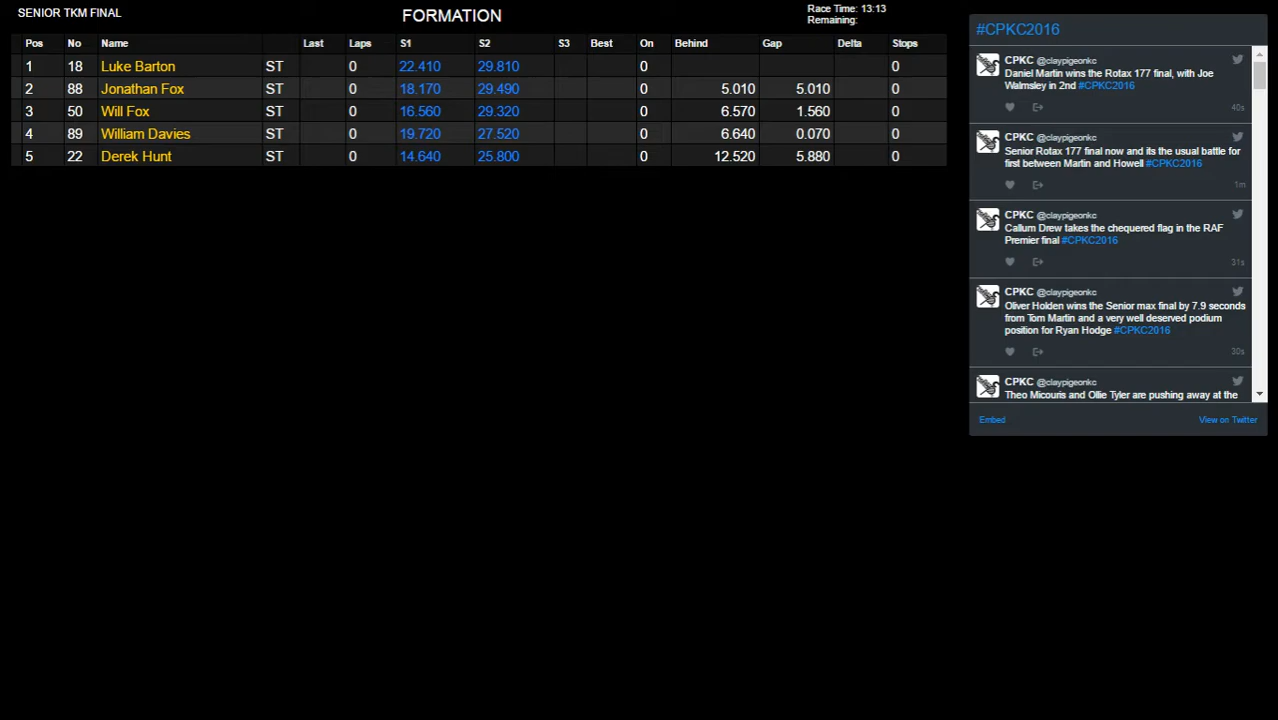 SENIOR TKM FINAL
FORMATION
Race Time: 13:13
Remaining:
Pos No Name Last Laps S1 S2 S3 Best On Behind Gap Delta Stops
1 18 Luke Barton ST 0 22.410 29.810 0 0
2 88 Jonathan Fox ST 0 18.170 29.490 0 5.010 5.010 0
3 50 Will Fox ST 0 16.560 29.320 0 6.570 1.560 0
4 89 William Davies ST 0 19.720 27.520 0 6.640 0.070 0
5 22 Derek Hunt ST 0 14.640 25.800 0 12.520 5.880 0
#CPKC2016
CPKC @claypigeonkc
Daniel Martin wins the Rotax 177 final, with Joe
Walmsley in 2nd #CPKC2016
40s
CPKC @claypigeonkc
Senior Rotax 177 final now and its the usual battle for
first between Martin and Howell #CPKC2016
1m
CPKC @claypigeonkc
Callum Drew takes the chequered flag in the RAF
Premier final #CPKC2016
31s
CPKC @claypigeonkc
Oliver Holden wins the Senior max final by 7.9 seconds
from Tom Martin and a very well deserved podium
position for Ryan Hodge #CPKC2016
30s
CPKC @claypigeonkc
Theo Micouris and Ollie Tyler are pushing away at the
Embed View on Twitter